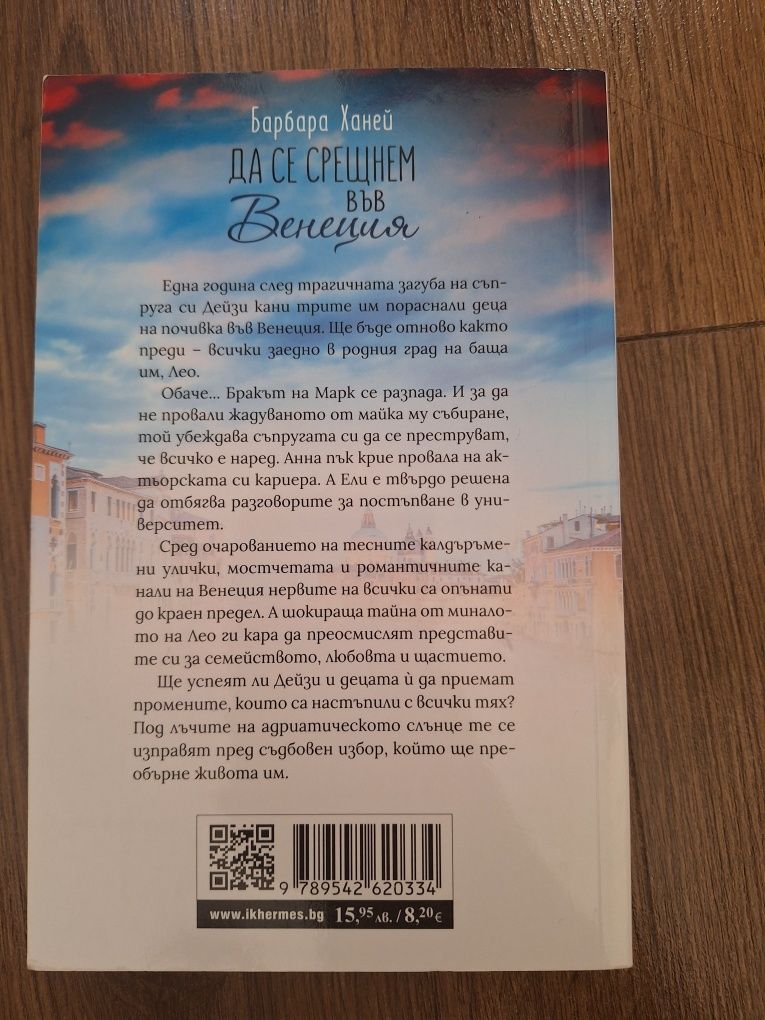 Барбара Ханей
ДА СЕ СРЕЩНЕМ
ВЪВ
Венеция
Една година след трагичната загуба на съп-
руга си Дейзи кани трите им пораснали деца
на почивка във Венеция. Ще бъде отново както
преди – всички заедно в родния град на баща
им, Лео.
Обаче... Бракът на Марк се разпада. И за да
не провали жадуваното от майка му събиране,
той убеждава съпругата си да се преструват,
че всичко е наред. Анна пък крие провала на ак-
тьорската си кариера. А Ели е твърдо решена
да отбягва разговорите за постъпване в уни-
верситет.
Сред очарованието на тесните калдъръме-
ни улички, мостчетата и романтичните ка-
нали на Венеция нервите на всички са опънати
до краен предел. А шокираща тайна от минало-
то на Лео ги кара да преосмислят представи-
те си за семейството, любовта и щастието.
Ще успеят ли Дейзи и децата ѝ да приемат
промените, които са настъпили с всички тях?
Под лъчите на адриатическото слънце те се
изправят пред съдбовен избор, който ще пре-
обърне живота им.
9 789542 620334
www.ikhermes.bg 15,95 лв. / 8,20 €